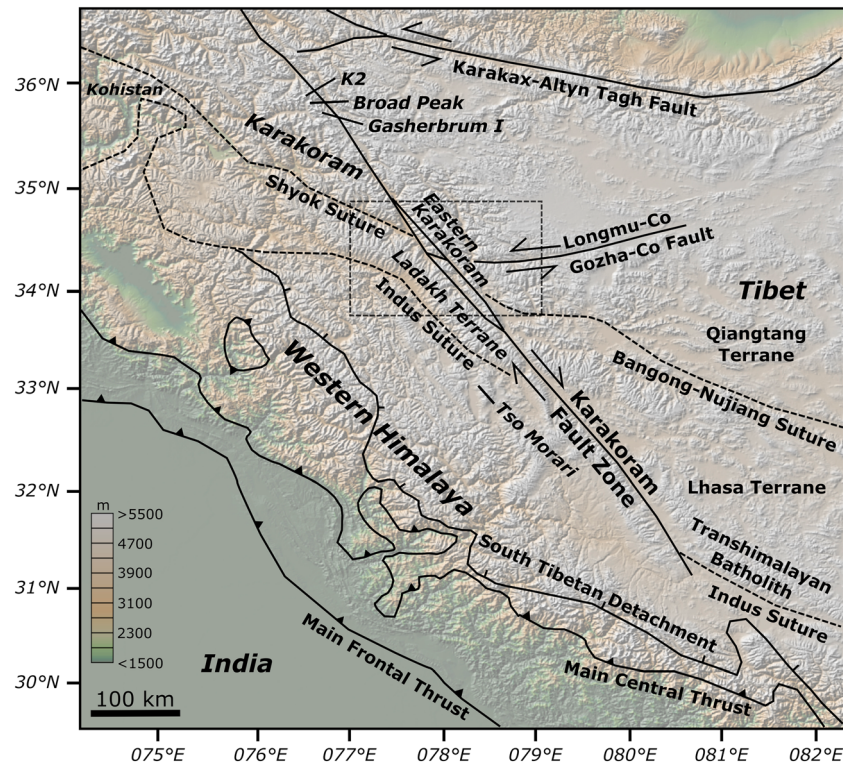 36°N
35°N
34°N
33°N
32°N
31°N
30°N
Kohistan
K2
Broad Peak
Gasherbrum I
Karakax-Altyn Tagh Fault
Karakoram
Shyok Suture
Eastern
Karakoram
Longmu-Co
Gozha-Co Fault
Ladakh Terrane
Indus Suture
Tibet
Qiangtang
Terrane
Bangong-Nujiang Suture
Western Himalaya
Tso Morari
Karakoram
Fault Zone
Lhasa Terrane
Transhimalayan
Batholith
Indus Suture
South Tibetan Detachment
Main Central Thrust
Main Frontal Thrust
India
m
>5500
4700
3900
3100
2300
<1500
100 km
075°E
076°E
077°E
078°E
079°E
080°E
081°E
082°E